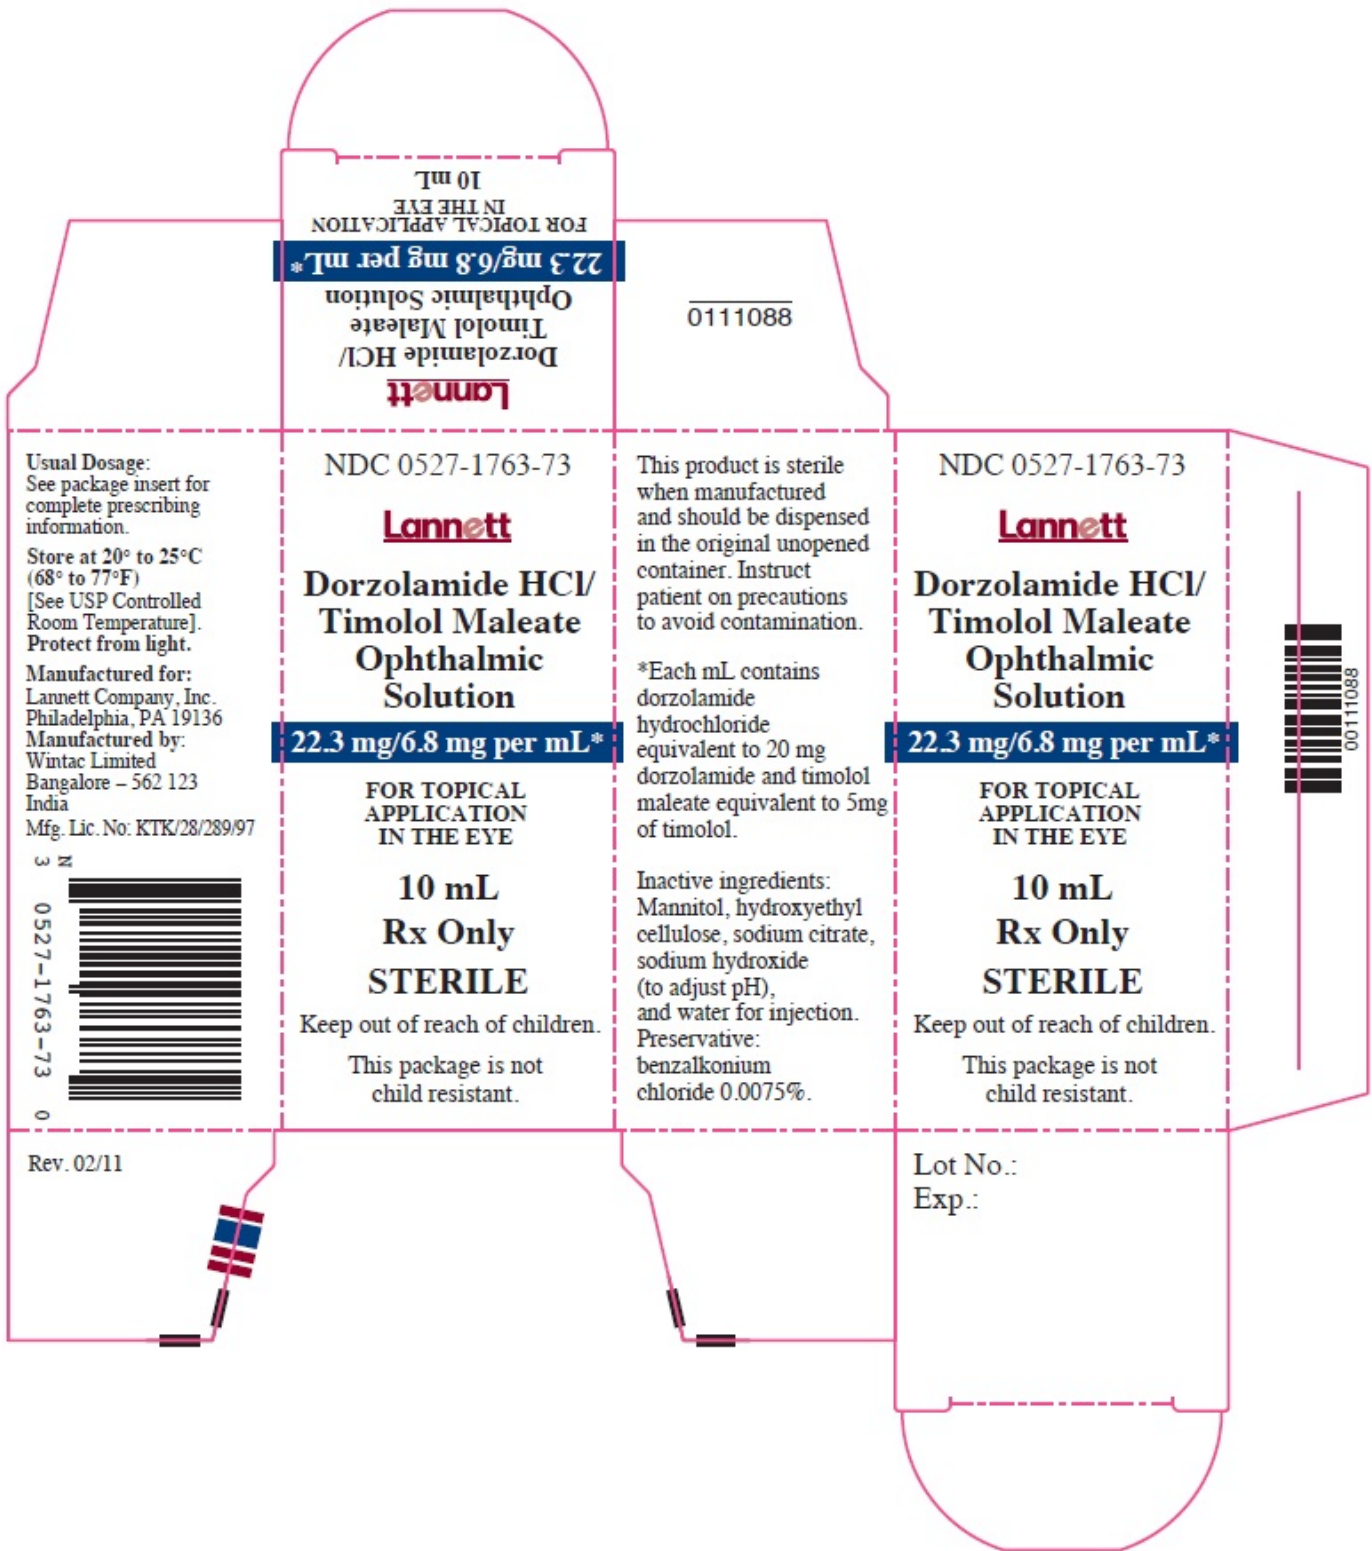 Lannett
Dorzolamide HCl/
Timolol Maleate
Ophthalmic Solution
22.3 mg/6.8 mg per mL*
FOR TOPICAL APPLICATION
IN THE EYE
10 mL
0111088
Usual Dosage:
See package insert for
complete prescribing
information.
Store at 20° to 25°C
(68° to 77°F)
[See USP Controlled
Room Temperature].
Protect from light.
Manufactured for:
Lannett Company, Inc.
Philadelphia, PA 19136
Manufactured by:
Wintac Limited
Bangalore – 562 123
India
Mfg. Lic. No: KTK/28/289/97
N
3 0527-1763-73 0
Rev. 02/11
NDC 0527-1763-73
Lannett
Dorzolamide HCl/
Timolol Maleate
Ophthalmic
Solution
22.3 mg/6.8 mg per mL*
FOR TOPICAL
APPLICATION
IN THE EYE
10 mL
Rx Only
STERILE
Keep out of reach of children.
This package is not
child resistant.
This product is sterile
when manufactured
and should be dispensed
in the original unopened
container. Instruct
patient on precautions
to avoid contamination.
*Each mL contains
dorzolamide
hydrochloride
equivalent to 20 mg
dorzolamide and timolol
maleate equivalent to 5mg
of timolol.
Inactive ingredients:
Mannitol, hydroxyethyl
cellulose, sodium citrate,
sodium hydroxide
(to adjust pH),
and water for injection.
Preservative:
benzalkonium
chloride 0.0075%.
NDC 0527-1763-73
Lannett
Dorzolamide HCl/
Timolol Maleate
Ophthalmic
Solution
22.3 mg/6.8 mg per mL*
FOR TOPICAL
APPLICATION
IN THE EYE
10 mL
Rx Only
STERILE
Keep out of reach of children.
This package is not
child resistant.
Lot No.:
Exp.:
00111088